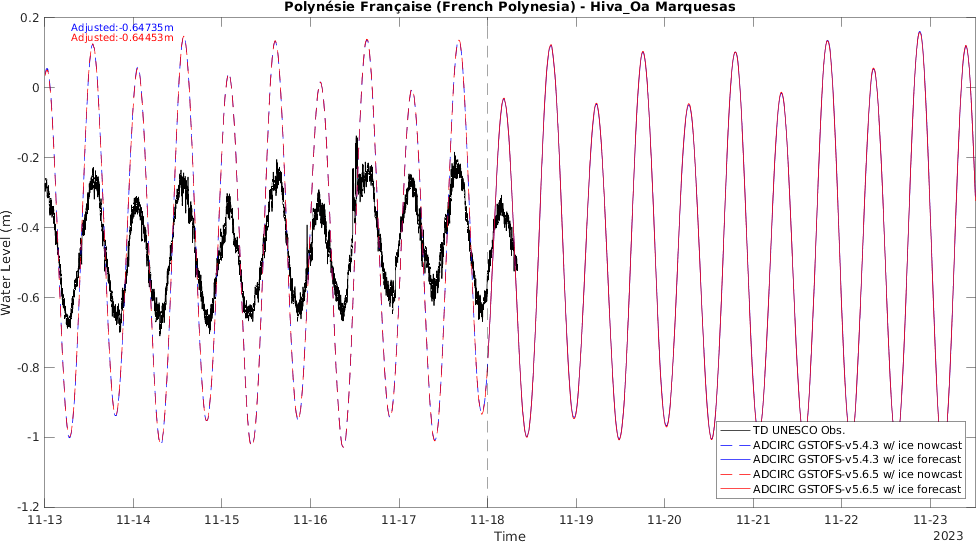 Polynésie Française (French Polynesia) - Hiva_Oa Marquesas
Adjusted:-0.64735m
Adjusted:-0.64453m
0.2
0
-0.2
-0.4
-0.6
-0.8
-1
-1.2
Water Level (m)
TD UNESCO Obs.
ADCIRC GSTOFS-v5.4.3 w/ ice nowcast
ADCIRC GSTOFS-v5.4.3 w/ ice forecast
ADCIRC GSTOFS-v5.6.5 w/ ice nowcast
ADCIRC GSTOFS-v5.6.5 w/ ice forecast
11-13 11-14 11-15 11-16 11-17 11-18 11-19 11-20 11-21 11-22 11-23
Time
2023